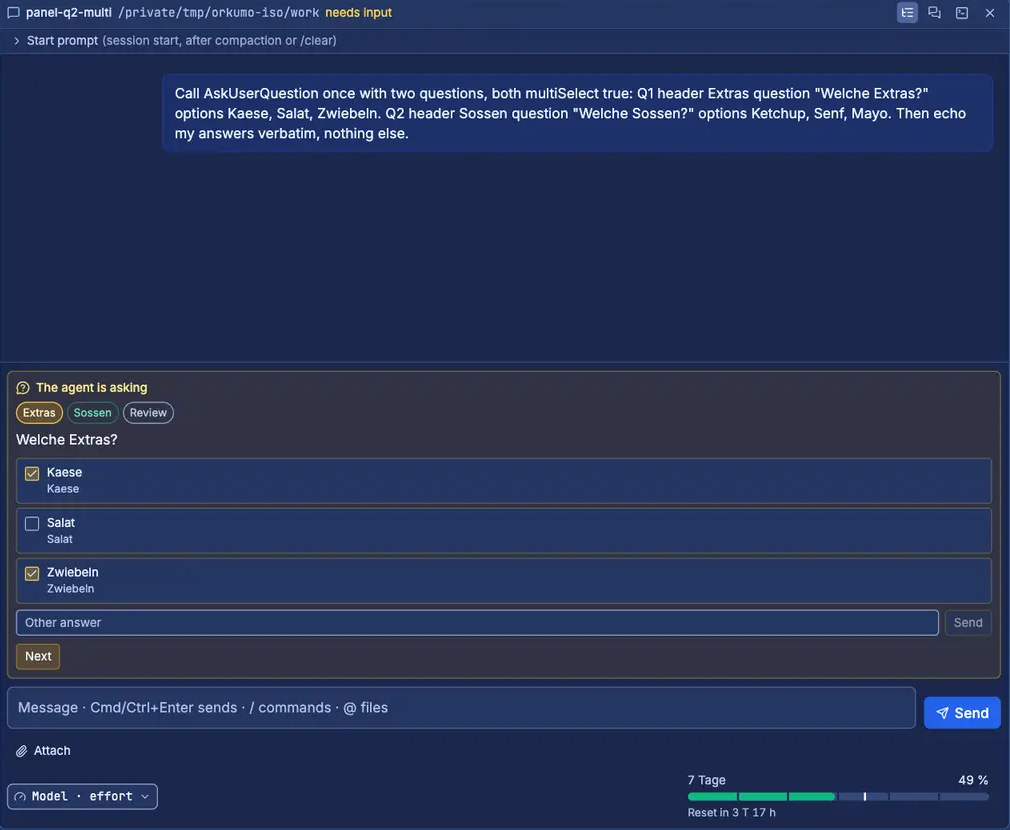 panel-q2-multi /private/tmp/orkumo-iso/work needs input
Start prompt (session start, after compaction or /clear)
Call AskUserQuestion once with two questions, both multiSelect true: Q1 header Extras question "Welche Extras?"
options Kaese, Salat, Zwiebeln. Q2 header Sossen question "Welche Sossen?" options Ketchup, Senf, Mayo. Then echo
my answers verbatim, nothing else.
The agent is asking
Extras Sossen Review
Welche Extras?
Kaese
Kaese
Salat
Salat
Zwiebeln
Zwiebeln
Other answer Send
Next
Message · Cmd/Ctrl+Enter sends · / commands · @ files
Send
Attach
7 Tage 49 %
Model · effort
Reset in 3 T 17 h